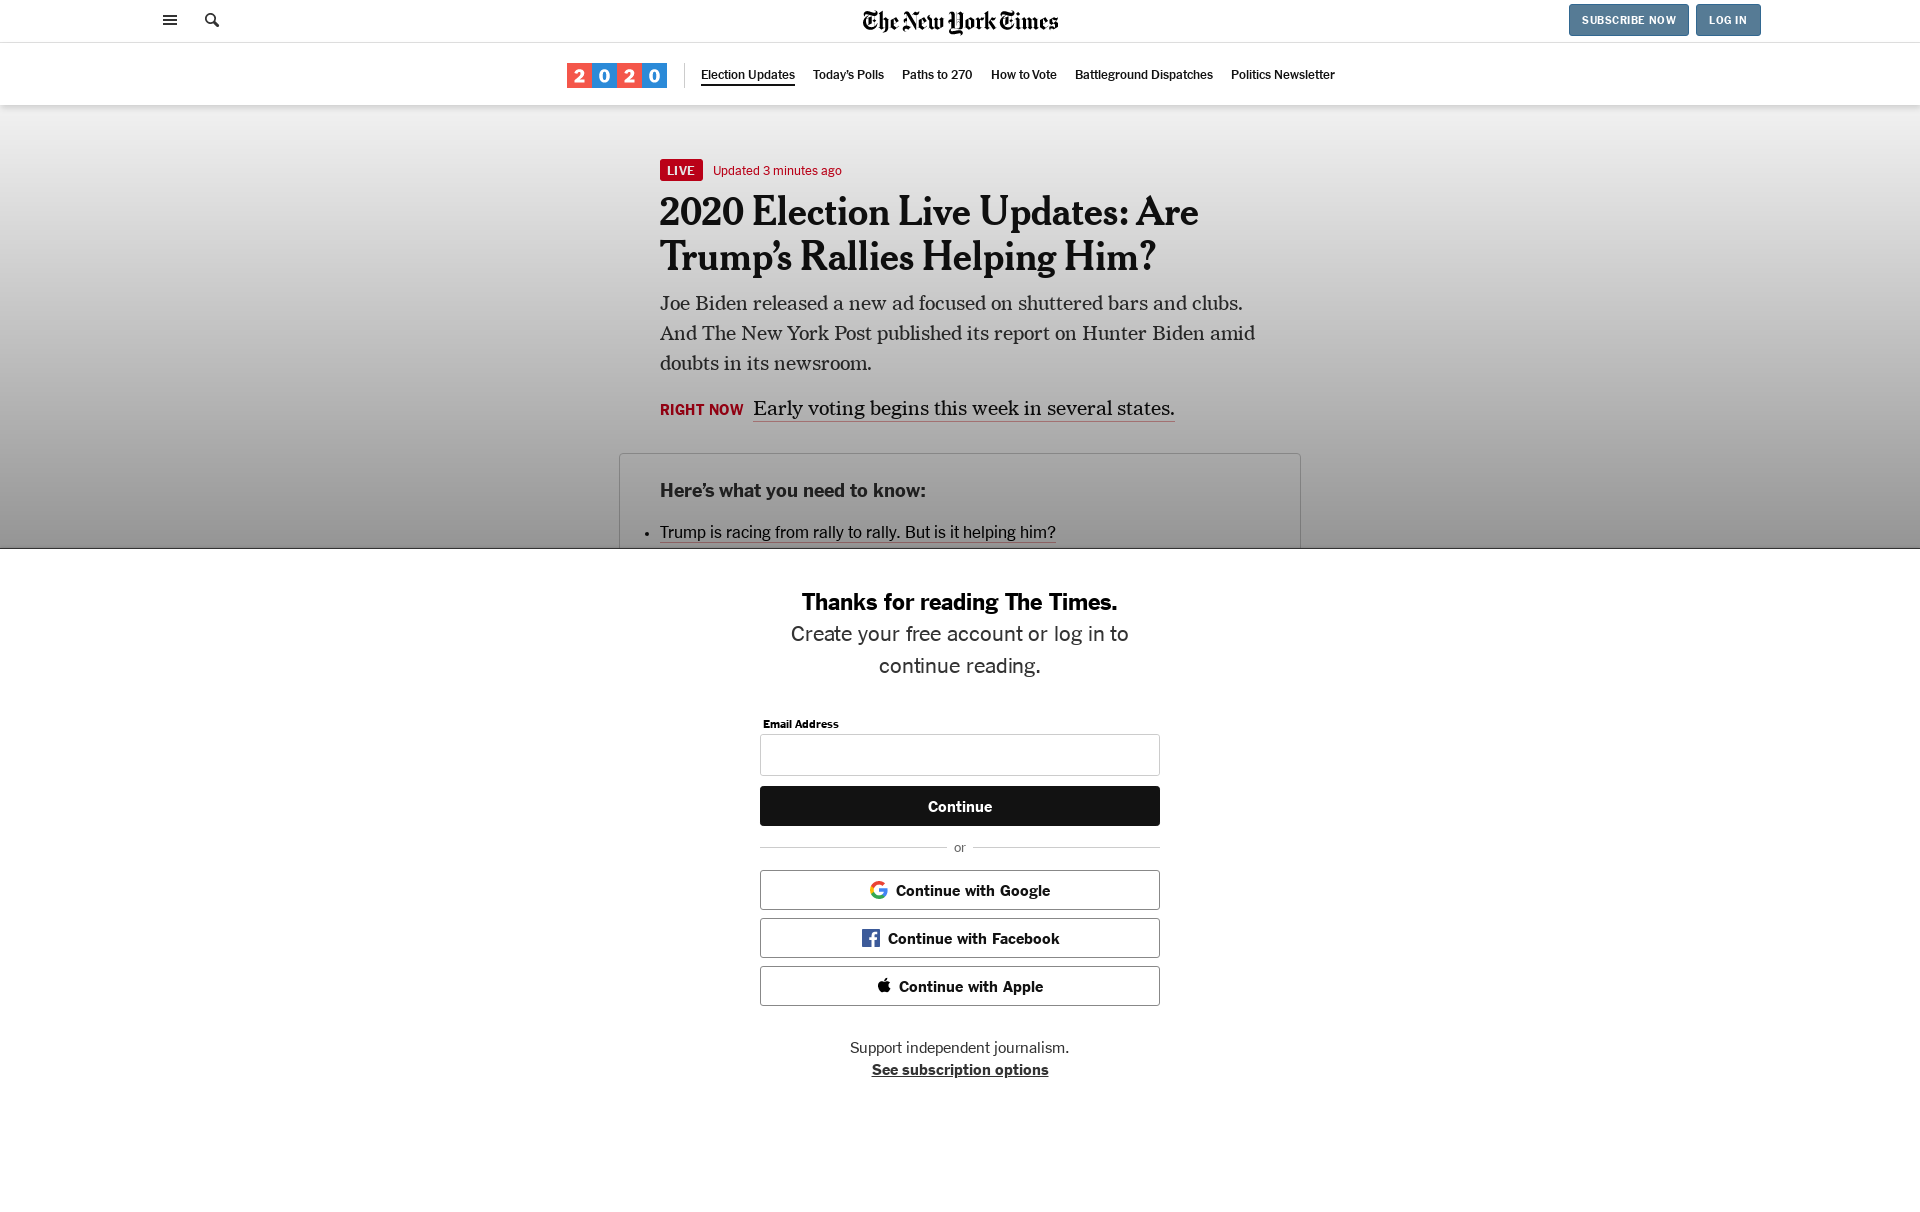 The New York Times
SUBSCRIBE NOW
LOG IN
2020
Election Updates
Today's Polls
Paths to 270
How to Vote
Battleground Dispatches
Politics Newsletter
LIVE
Updated 3 minutes ago
2020 Election Live Updates: Are
Trump’s Rallies Helping Him?
Joe Biden released a new ad focused on shuttered bars and clubs.
And The New York Post published its report on Hunter Biden amid
doubts in its newsroom.
RIGHT NOW Early voting begins this week in several states.
Here’s what you need to know:
Trump is racing from rally to rally. But is it helping him?
Thanks for reading The Times.
Create your free account or log in to
continue reading.
Email Address
Continue
or
Continue with Google
Continue with Facebook
Continue with Apple
Support independent journalism.
See subscription options